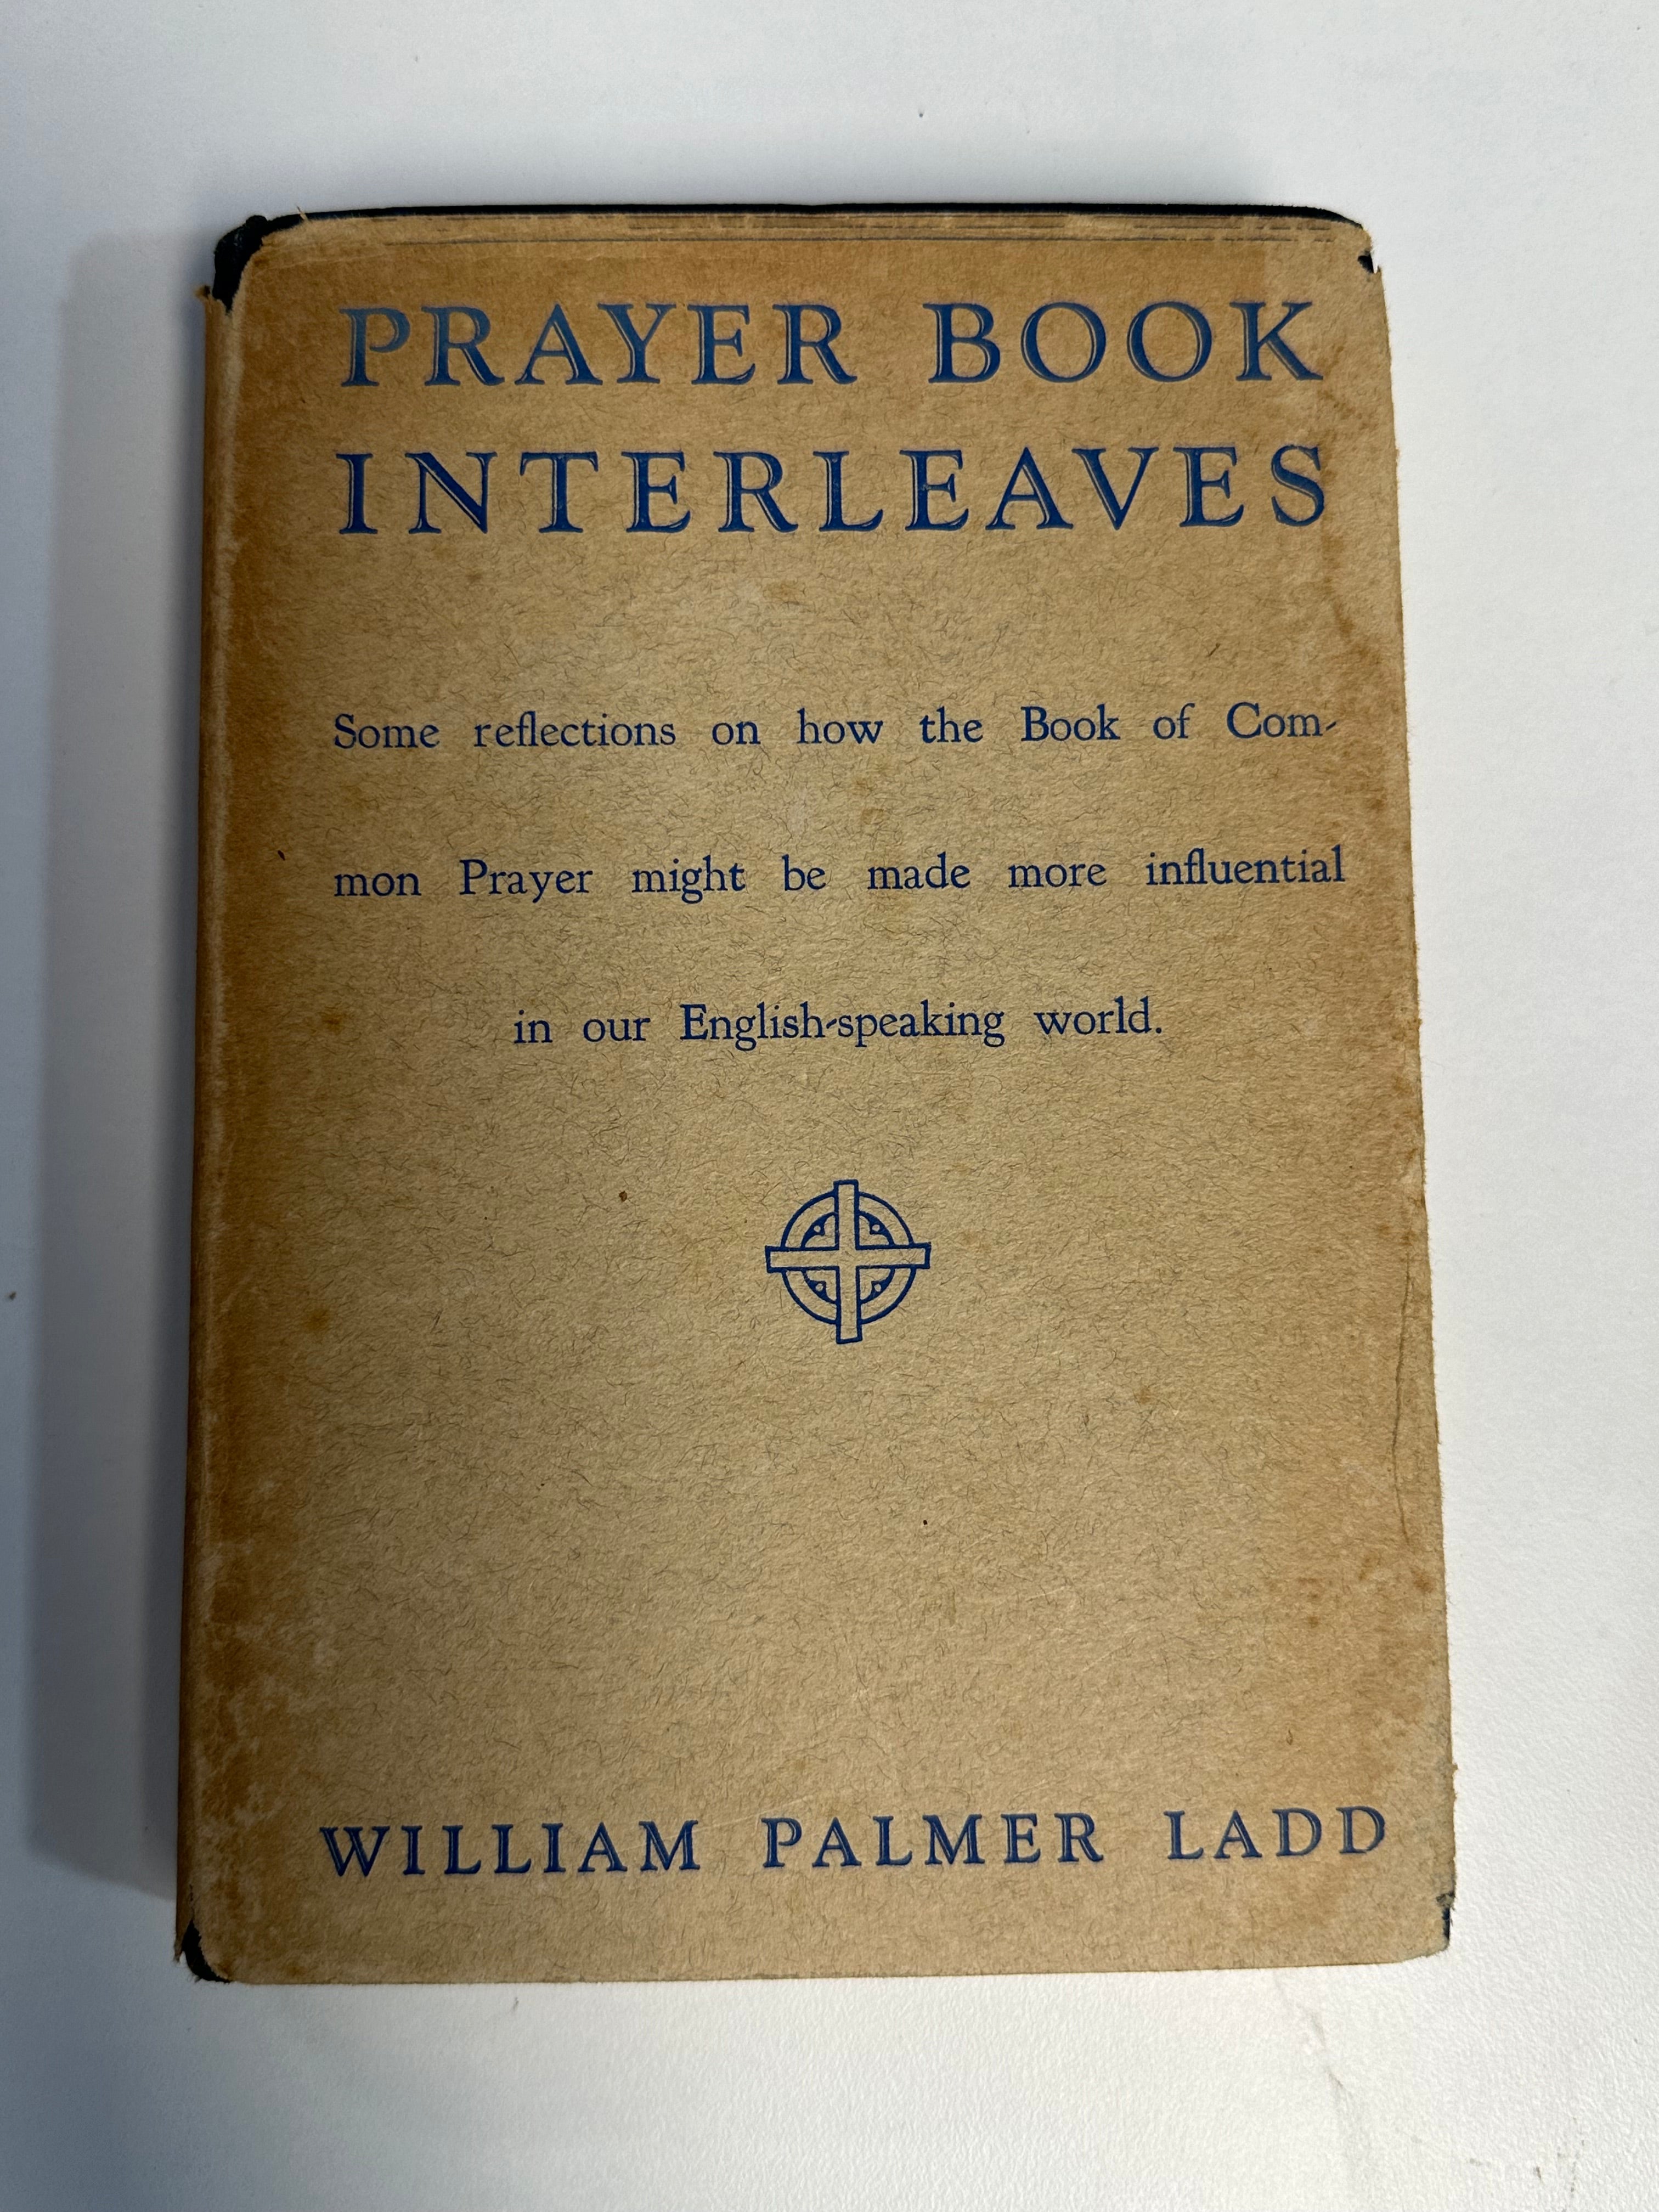 PRAYER BOOK
INTERLEAVES
Some reflections on how the Book of Com-
mon Prayer might be made more influential
in our English-speaking world.
WILLIAM PALMER LADD